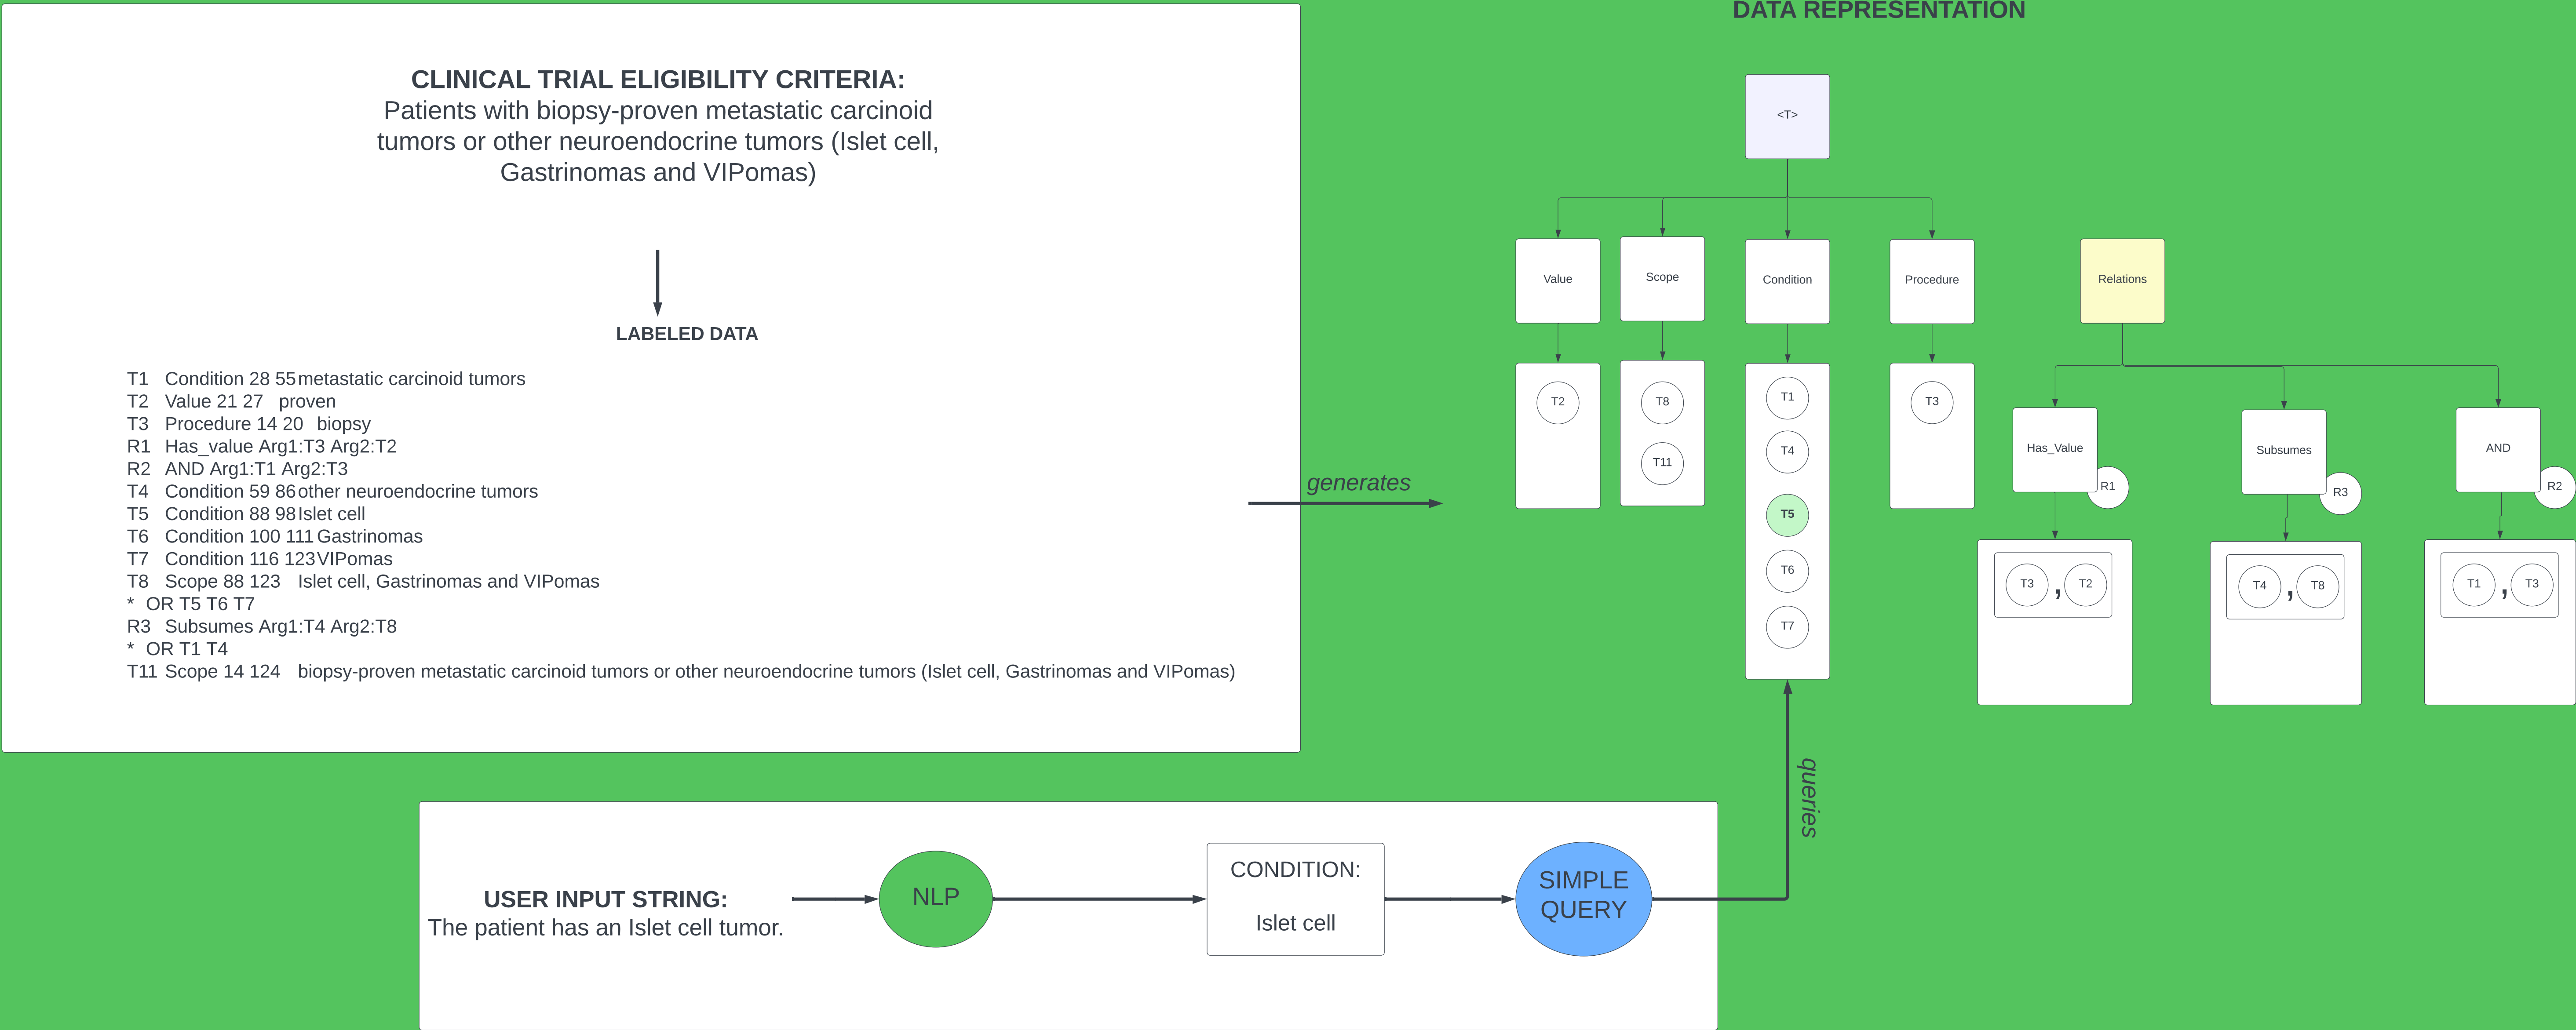 DATA REPRESENTATION
CLINICAL TRIAL ELIGIBILITY CRITERIA:
Patients with biopsy-proven metastatic carcinoid
tumors or other neuroendocrine tumors (Islet cell,
Gastrinomas and VIPomas)
LABELED DATA
T1 Condition 28 55 metastatic carcinoid tumors
T2 Value 21 27 proven
T3 Procedure 14 20 biopsy
R1 Has_value Arg1:T3 Arg2:T2
R2 AND Arg1:T1 Arg2:T3
T4 Condition 59 86 other neuroendocrine tumors
T5 Condition 88 98 Islet cell
T6 Condition 100 111 Gastrinomas
T7 Condition 116 123 VIPomas
T8 Scope 88 123 Islet cell, Gastrinomas and VIPomas
* OR T5 T6 T7
R3 Subsumes Arg1:T4 Arg2:T8
* OR T1 T4
T11 Scope 14 124 biopsy-proven metastatic carcinoid tumors or other neuroendocrine tumors (Islet cell, Gastrinomas and VIPomas)
generates
<T>
Value
Scope
Condition
Procedure
Relations
T2
T8
T11
T1
T4
T5
T6
T7
T3
Has_Value
R1
Subsumes
R3
AND
R2
T3 , T2
T4 , T8
T1 , T3
queries
USER INPUT STRING:
The patient has an Islet cell tumor.
NLP
CONDITION:
Islet cell
SIMPLE
QUERY